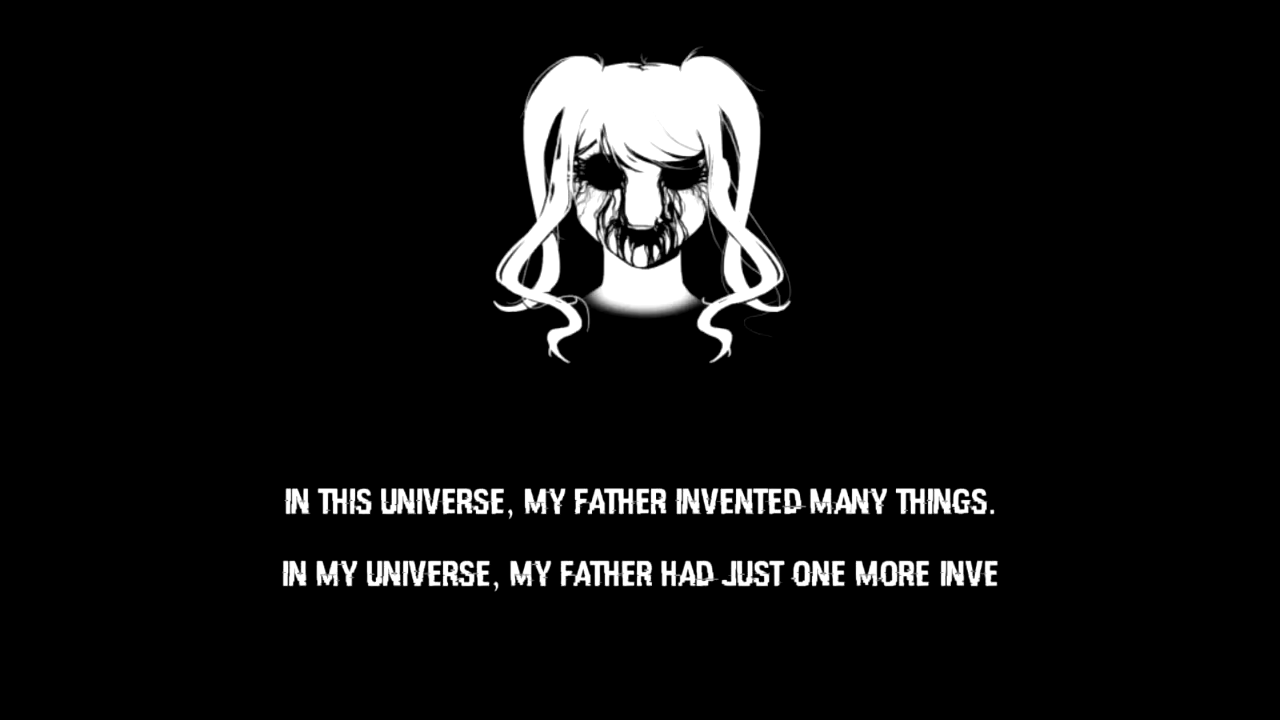 IN THIS UNIVERSE, MY FATHER INVENTED MANY THINGS.
IN MY UNIVERSE, MY FATHER HAD JUST ONE MORE INVE